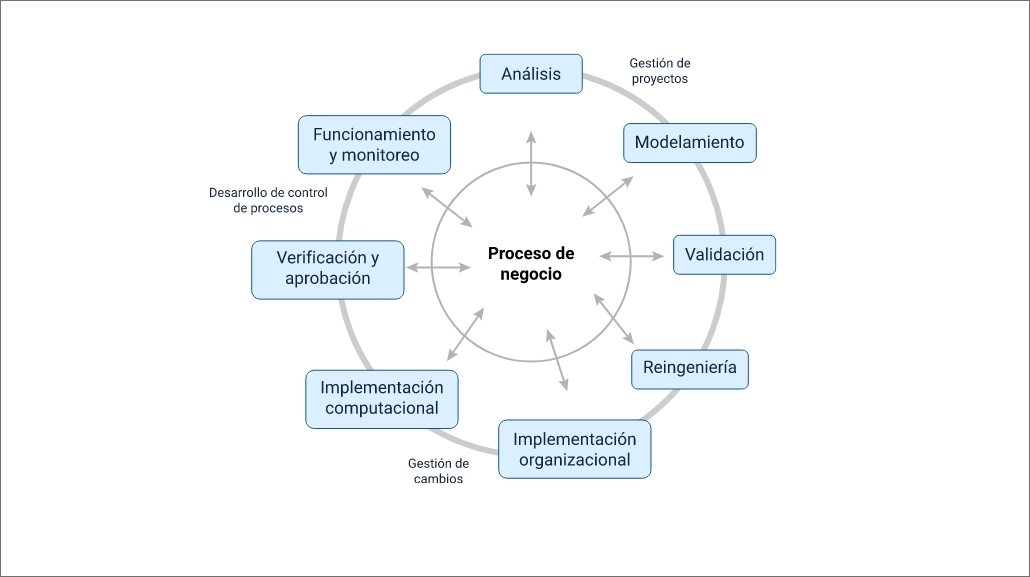 Análisis
Gestión de
proyectos
Funcionamiento
y monitoreo
Modelamiento
Desarrollo de control
de procesos
Verificación y
aprobación
Proceso de
negocio
Validación
Reingeniería
Implementación
computacional
Implementación
organizacional
Gestión de
cambios